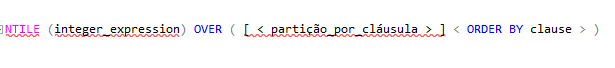 NTILE (integer_expression) OVER ( [ < partição_por_cláusula > ] < ORDER BY clause > )